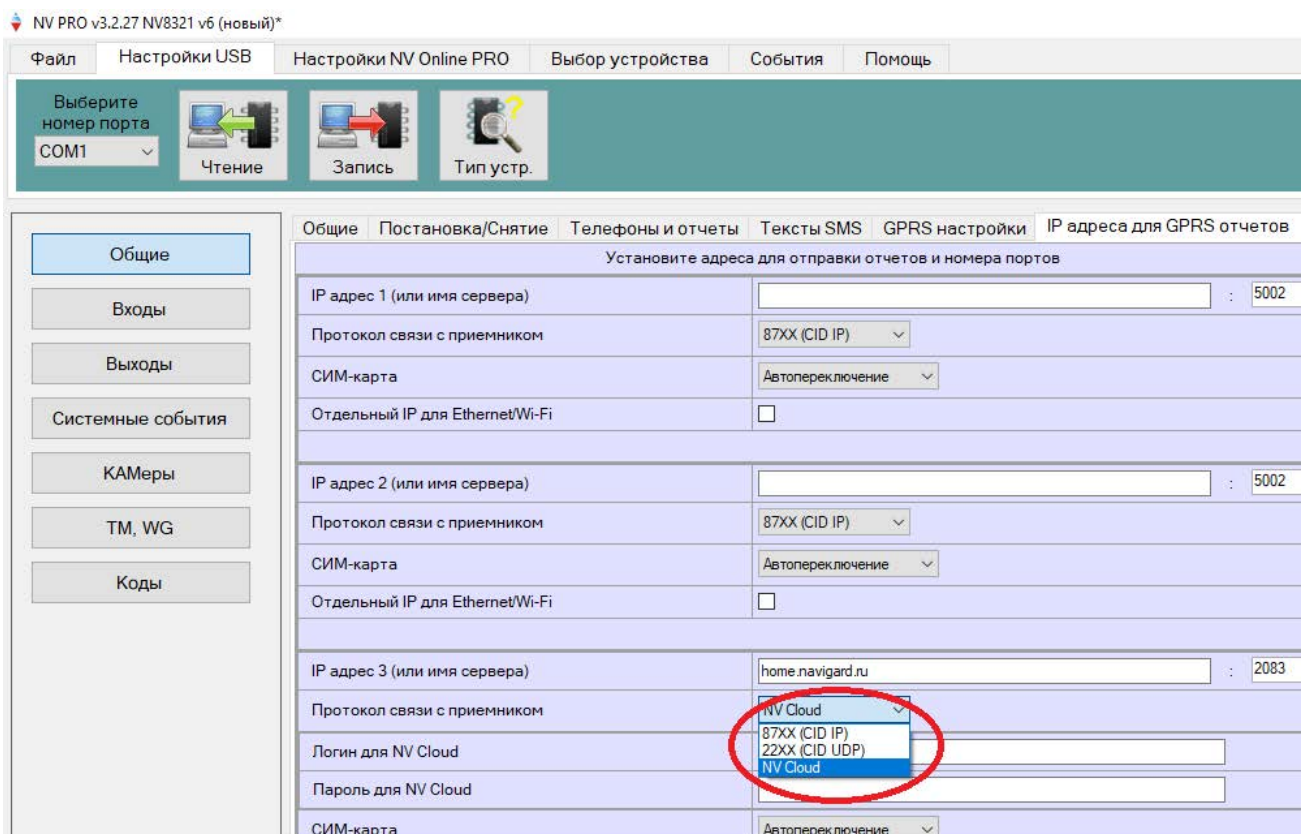 NV PRO v3.2.27 NV8321 v6 (новый)*
Файл Настройки USB Настройки NV Online PRO Выбор устройства События Помощь
Выберите
номер порта
COM1
Чтение Запись Тип устр.
Общие Постановка/Снятие Телефоны и отчеты Тексты SMS GPRS настройки IP адреса для GPRS отчетов
Общие
Входы
Выходы
Системные события
КАМеры
TM, WG
Коды
Установите адреса для отправки отчетов и номера портов
IP адрес 1 (или имя сервера) : 5002
Протокол связи с приемником 87XX (CID IP)
СИМ-карта Автопереключение
Отдельный IP для Ethernet/Wi-Fi
IP адрес 2 (или имя сервера) : 5002
Протокол связи с приемником 87XX (CID IP)
СИМ-карта Автопереключение
Отдельный IP для Ethernet/Wi-Fi
IP адрес 3 (или имя сервера) home.navigard.ru : 2083
Протокол связи с приемником NV Cloud
87XX (CID IP)
22XX (CID UDP)
NV Cloud
Логин для NV Cloud
Пароль для NV Cloud
СИМ-карта Автопереключение